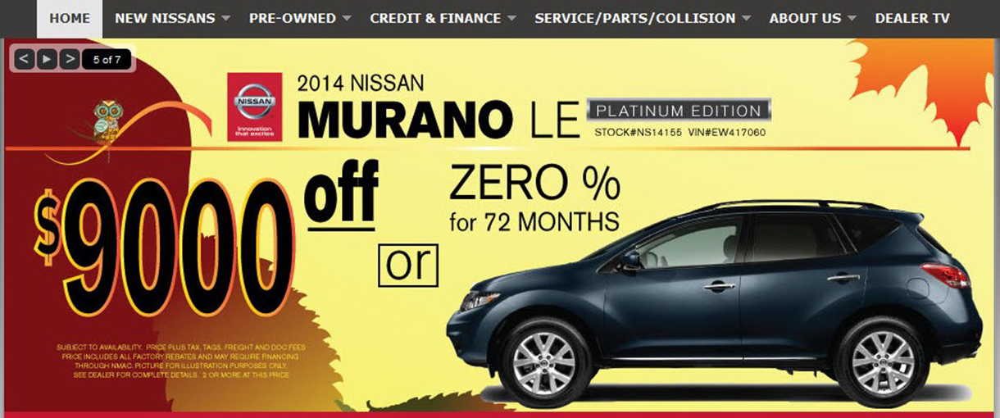 HOME NEW NISSANS PRE-OWNED CREDIT & FINANCE SERVICE/PARTS/COLLISION ABOUT US DEALER TV
< > 5 of 7
2014 NISSAN
MURANO LE PLATINUM EDITION
STOCK#NS14155 VIN#EW417060
NISSAN
Innovation
that excites
$9000 off
or
ZERO %
for 72 MONTHS
SUBJECT TO AVAILABILITY. PRICE PLUS TAX, TAGS, FREIGHT AND DOC FEES
PRICE INCLUDES ALL FACTORY REBATES AND MAY REQUIRE FINANCING
THROUGH NMAC. PICTURE FOR ILLUSTRATION PURPOSES ONLY.
SEE DEALER FOR COMPLETE DETAILS. 2 OR MORE AT THIS PRICE